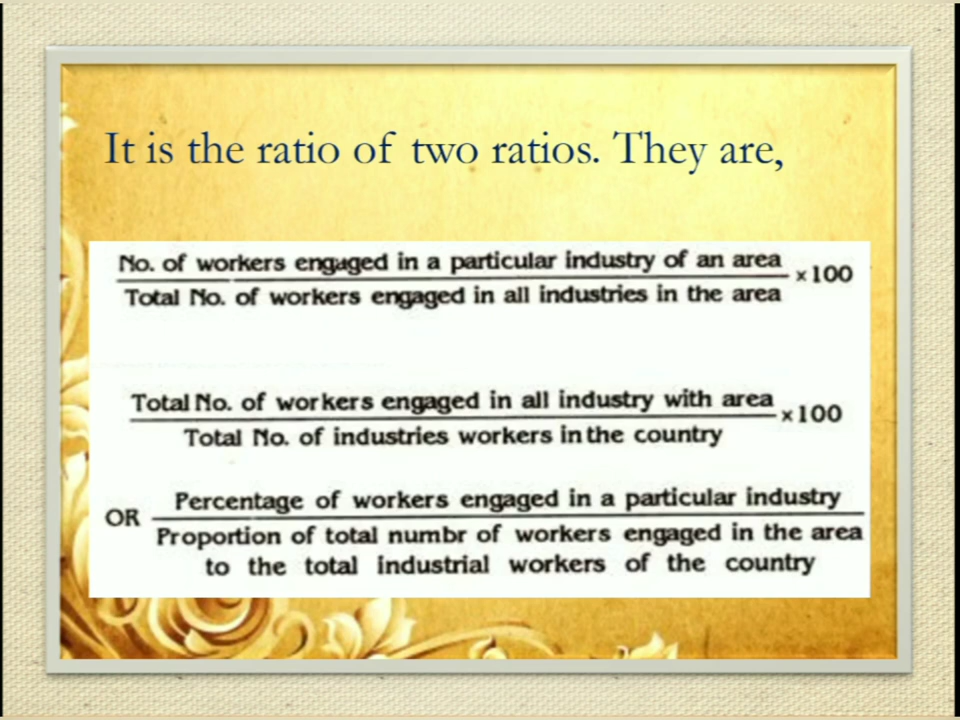 It is the ratio of two ratios. They are,
No. of workers engaged in a particular industry of an area
Total No. of workers engaged in all industries in the area
×100
Total No. of workers engaged in all industry with area
Total No. of industries workers in the country
×100
OR
Percentage of workers engaged in a particular industry
Proportion of total numbr of workers engaged in the area
to the total industrial workers of the country